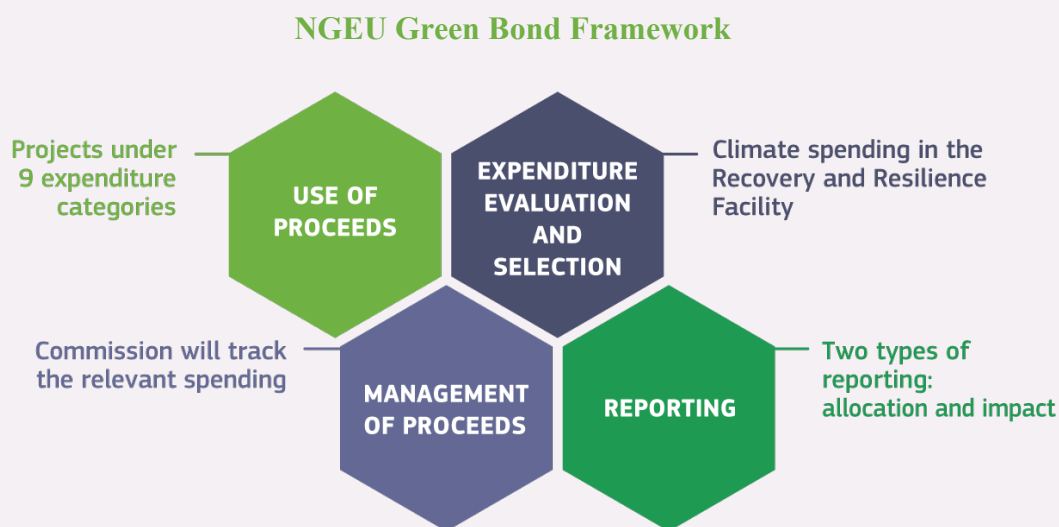 NGEU Green Bond Framework
Projects under
9 expenditure
categories
USE OF
PROCEEDS
EXPENDITURE
EVALUATION
AND
SELECTION
Climate spending in the
Recovery and Resilience
Facility
Commission will track
the relevant spending
MANAGEMENT
OF PROCEEDS
REPORTING
Two types of
reporting:
allocation and impact